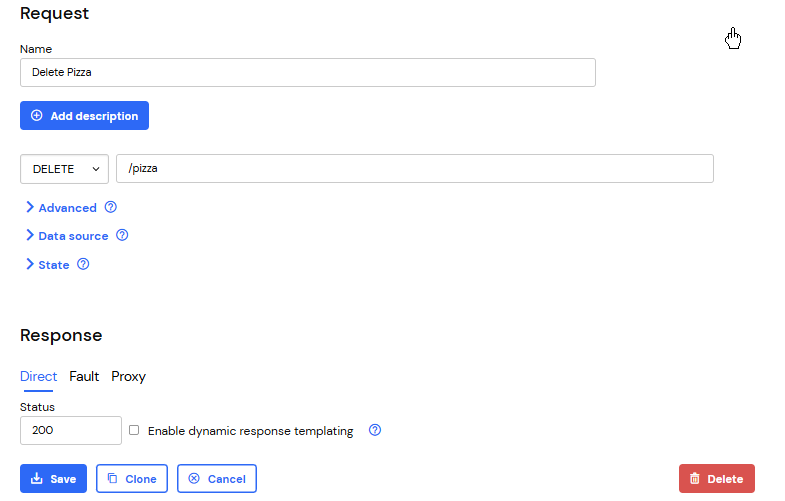 Request
Name
Delete Pizza
Add description
DELETE /pizza
Advanced
Data source
State
Response
Direct Fault Proxy
Status
200 Enable dynamic response templating
Save Clone Cancel Delete